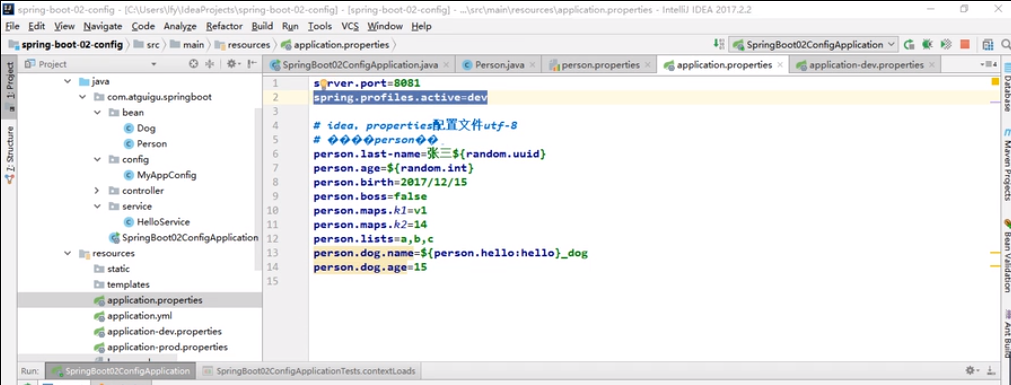 spring-boot-02-config - [C:\Users\lfy\IdeaProjects\spring-boot-02-config] - [spring-boot-02-config] - ...\src\main\resources\application.properties - IntelliJ IDEA 2017.2.2
File Edit View Navigate Code Analyze Refactor Build Run Tools VCS Window Help
spring-boot-02-config src main resources application.properties SpringBoot02ConfigApplication
Project SpringBoot02ConfigApplication.java Person.java person.properties application.properties application-dev.properties
1: Project
7: Structure
java
com.atguigu.springboot
bean
Dog
Person
config
MyAppConfig
controller
service
HelloService
SpringBoot02ConfigApplication
resources
static
templates
application.properties
application.yml
application-dev.properties
application-prod.properties
1 server.port=8081
2 spring.profiles.active=dev
3
4 # idea, properties配置文件utf-8
5 # ����person��
6 person.last-name=张三${random.uuid}
7 person.age=${random.int}
8 person.birth=2017/12/15
9 person.boss=false
10 person.maps.k1=v1
11 person.maps.k2=14
12 person.lists=a,b,c
13 person.dog.name=${person.hello:hello}_dog
14 person.dog.age=15
15
Database
Maven Projects
Bean Validation
Ant Build
Run: SpringBoot02ConfigApplication SpringBoot02ConfigApplicationTests.contextLoads